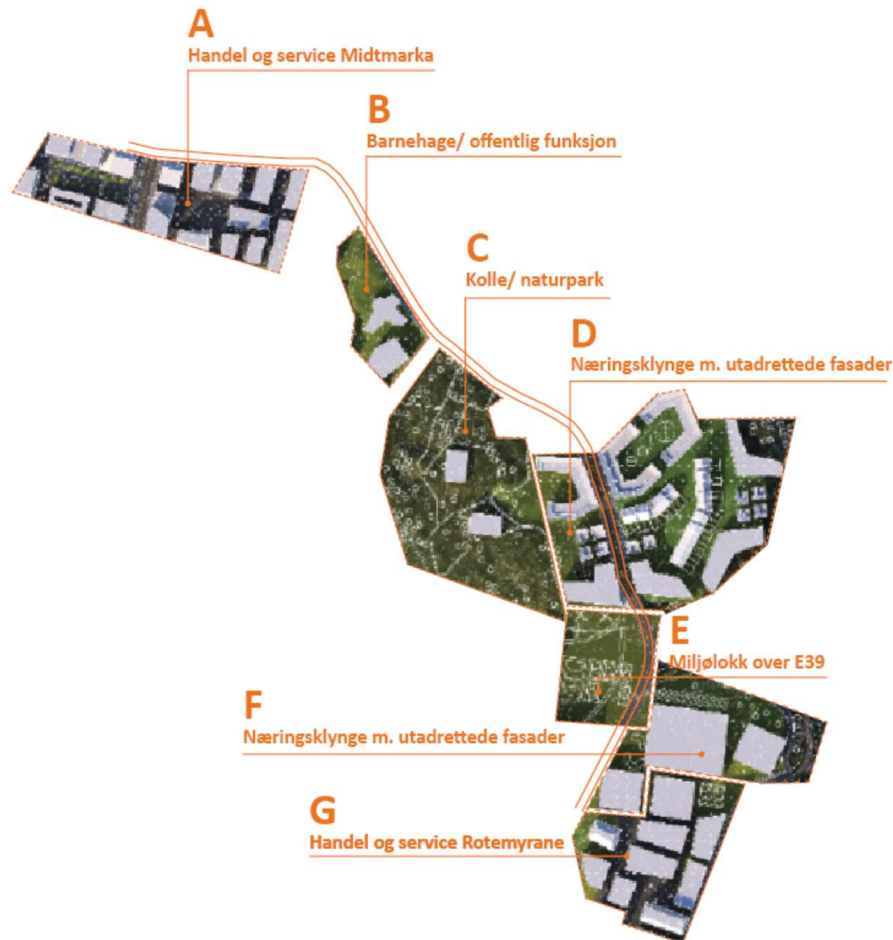 A
Handel og service Midtmarka
B
Barnehage/ offentlig funksjon
C
Kolle/ naturpark
D
Næringsklynge m. utadrettede fasader
E
Miljølokk over E39
F
Næringsklynge m. utadrettede fasader
G
Handel og service Rotemyrane